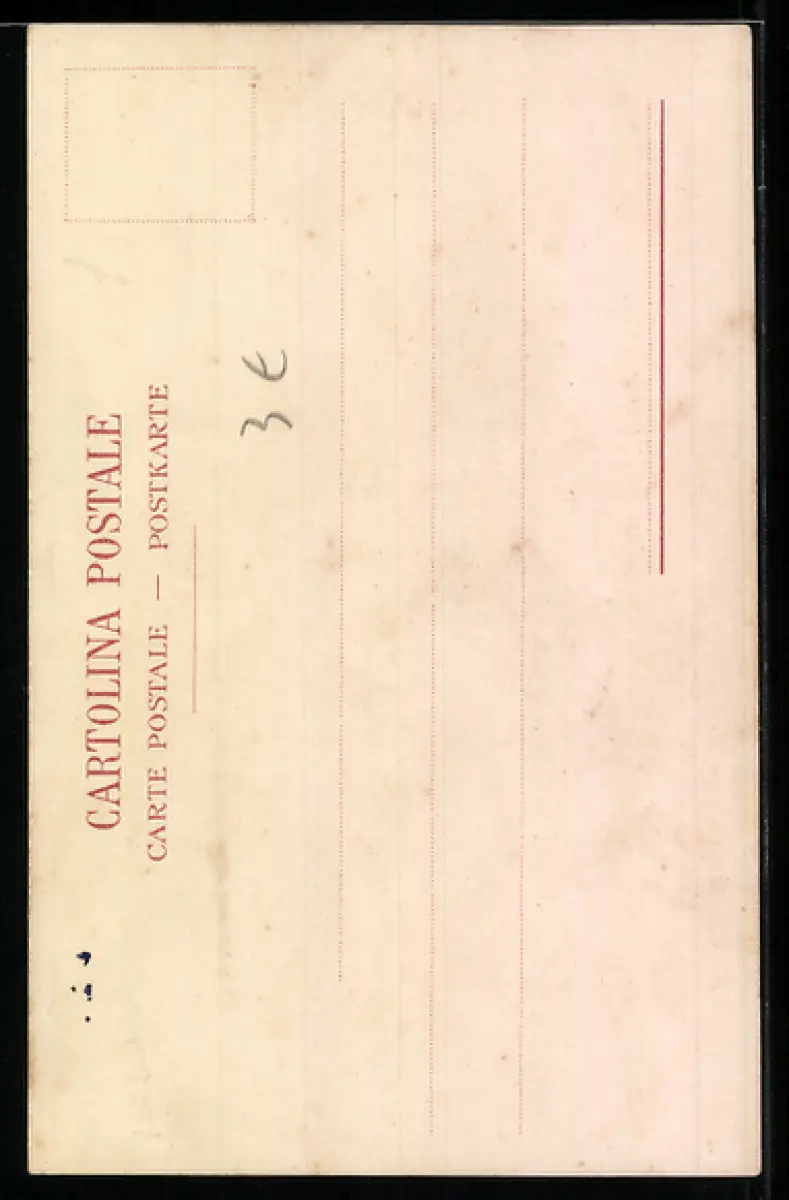 CARTOLINA POSTALE
CARTE POSTALE — POSTKARTE
3 €